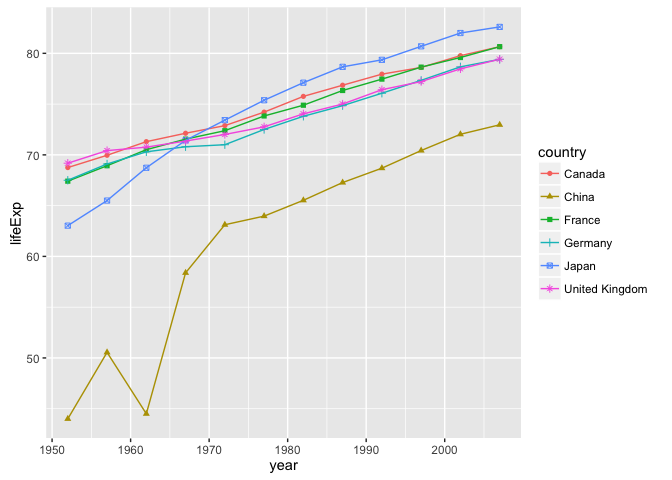 80
70
60
50
lifeExp
1950
1960
1970
1980
1990
2000
year
country
Canada
China
France
Germany
Japan
United Kingdom